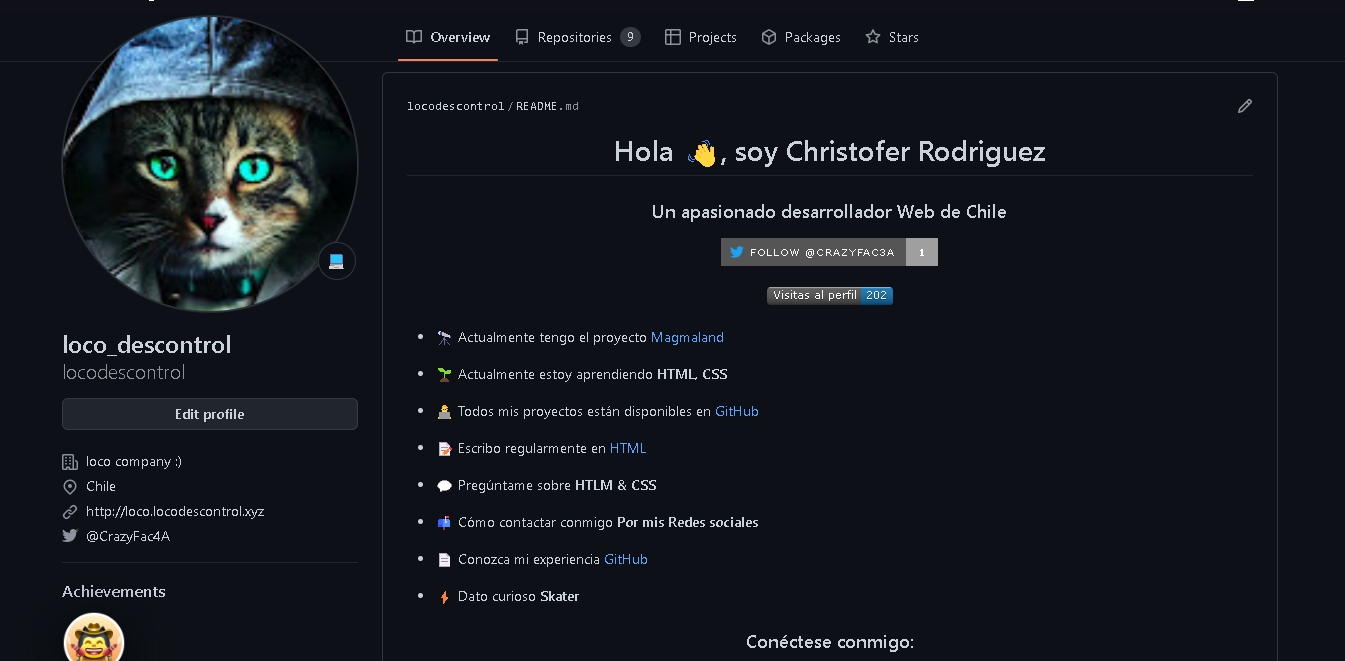 Overview
Repositories 9
Projects
Packages
Stars
loco_descontrol
locodescontrol
Edit profile
loco company :)
Chile
http://loco.locodescontrol.xyz
@CrazyFac4A
Achievements
locodescontrol/README.md
Hola 👋, soy Christofer Rodriguez
Un apasionado desarrollador Web de Chile
FOLLOW @CRAZYFAC3A 1
Visitas al perfil 202
Actualmente tengo el proyecto Magmaland
Actualmente estoy aprendiendo HTML, CSS
Todos mis proyectos están disponibles en GitHub
Escribo regularmente en HTML
Pregúntame sobre HTLM & CSS
Cómo contactar conmigo Por mis Redes sociales
Conozca mi experiencia GitHub
Dato curioso Skater
Conéctese conmigo: